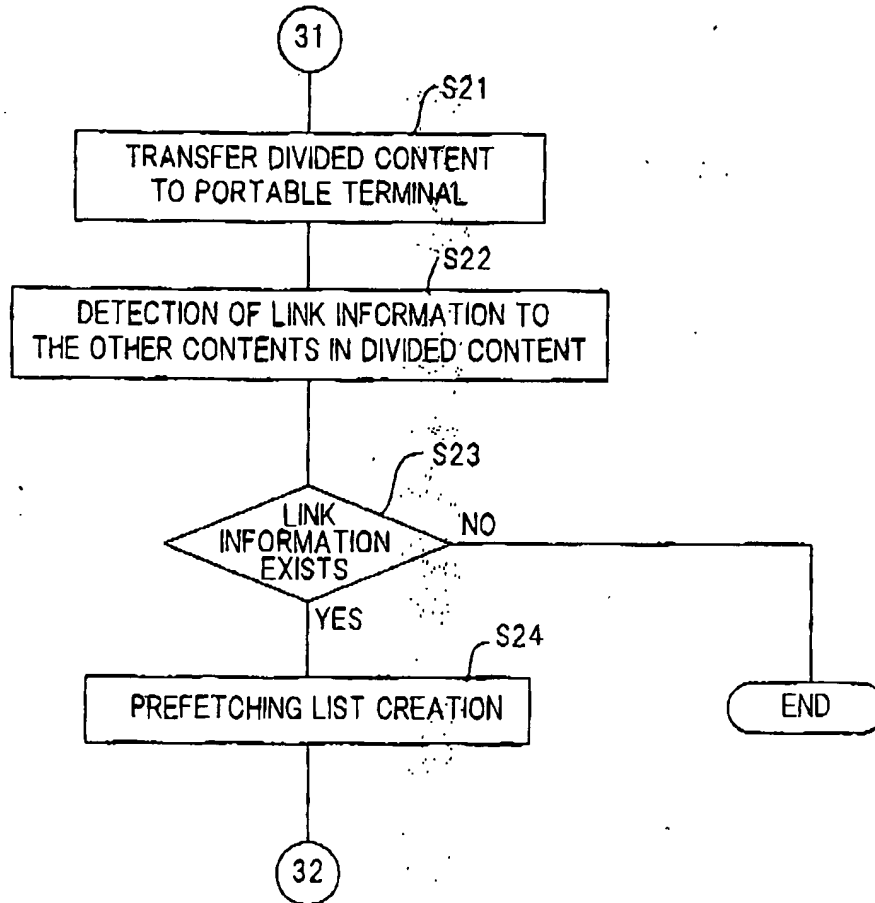 31
S21
TRANSFER DIVIDED CONTENT
TO PORTABLE TERMINAL
S22
DETECTION OF LINK INFORMATION TO
THE OTHER CONTENTS IN DIVIDED CONTENT
S23
LINK
INFORMATION
EXISTS
NO
YES
S24
PREFETCHING LIST CREATION
END
32